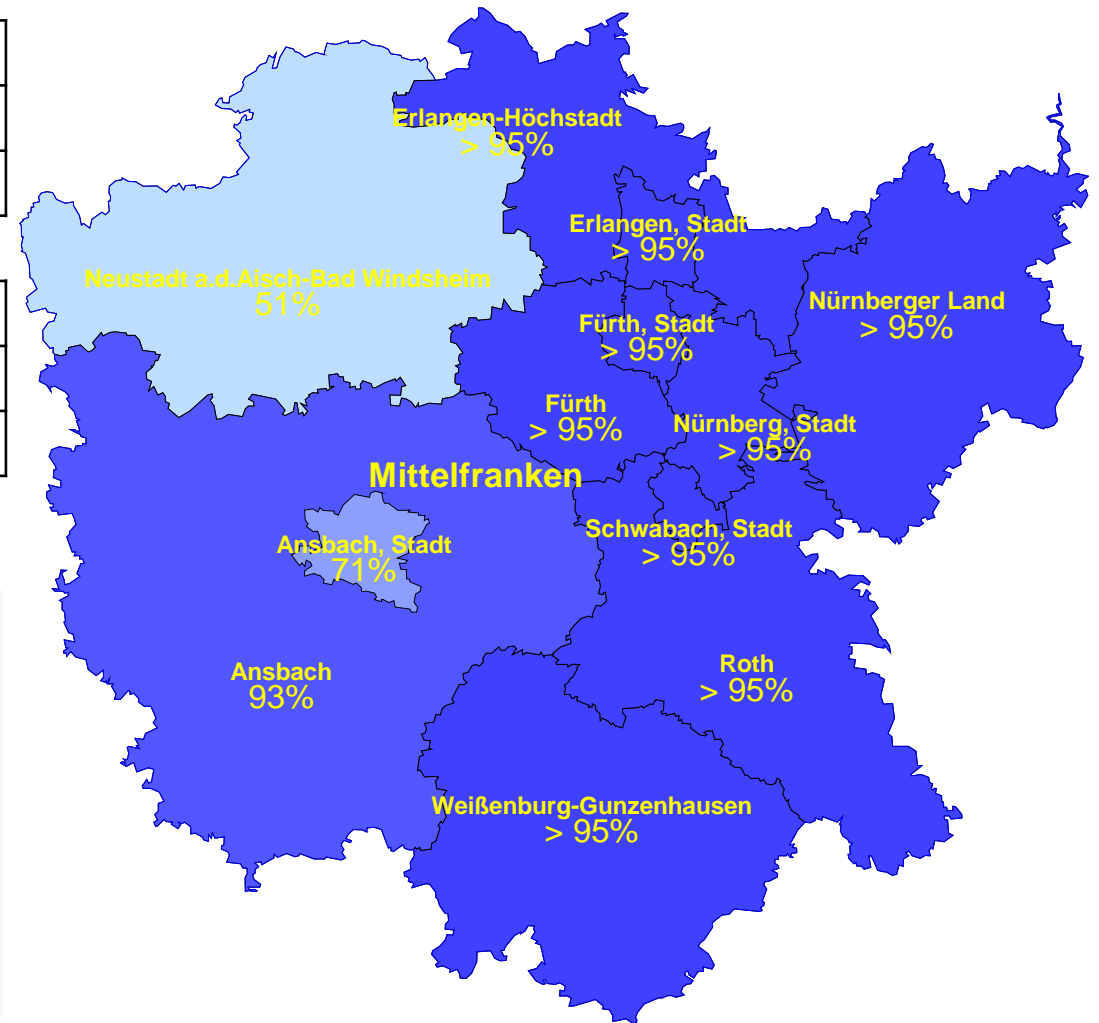 Erlangen-Höchstadt
> 95%
Erlangen, Stadt
> 95%
Neustadt a.d.Aisch-Bad Windsheim
51%
Nürnberger Land
> 95%
Fürth, Stadt
> 95%
Fürth
> 95%
Nürnberg, Stadt
> 95%
Mittelfranken
Schwabach, Stadt
> 95%
Ansbach, Stadt
71%
Ansbach
93%
Roth
> 95%
Weißenburg-Gunzenhausen
> 95%